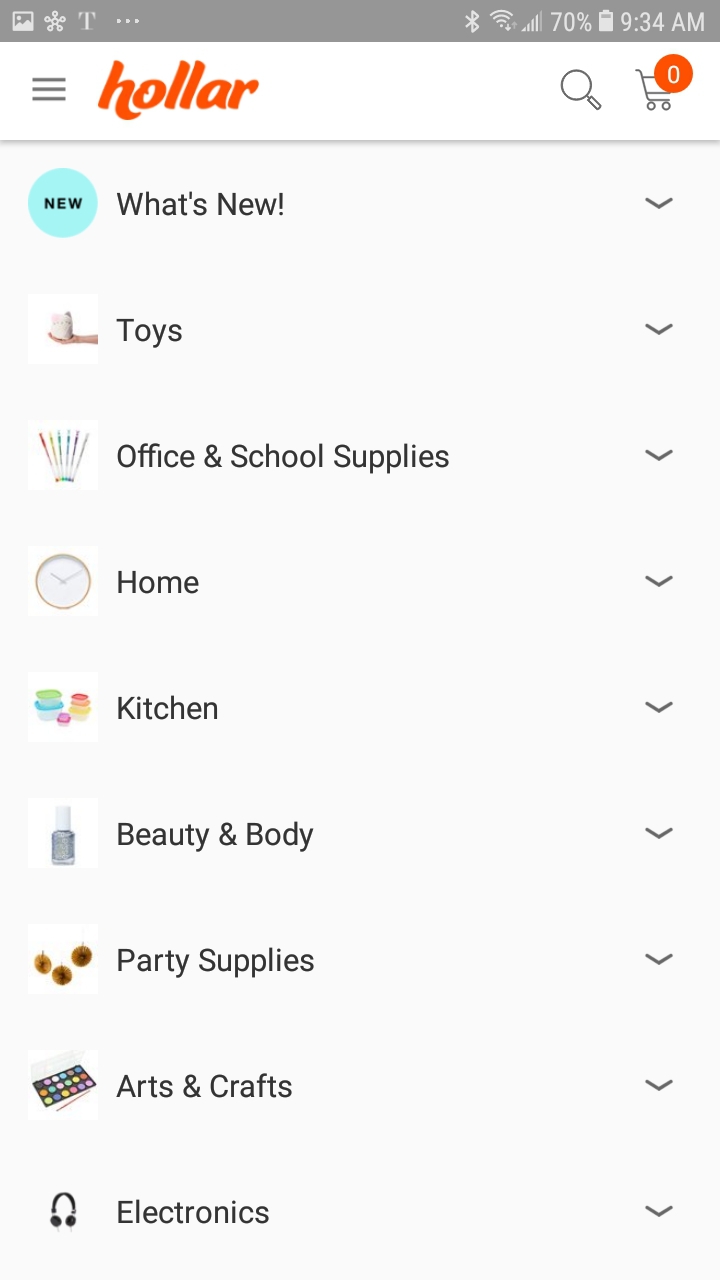 T ... 70% 9:34 AM
hollar 0
NEW What's New!
Toys
Office & School Supplies
Home
Kitchen
Beauty & Body
Party Supplies
Arts & Crafts
Electronics